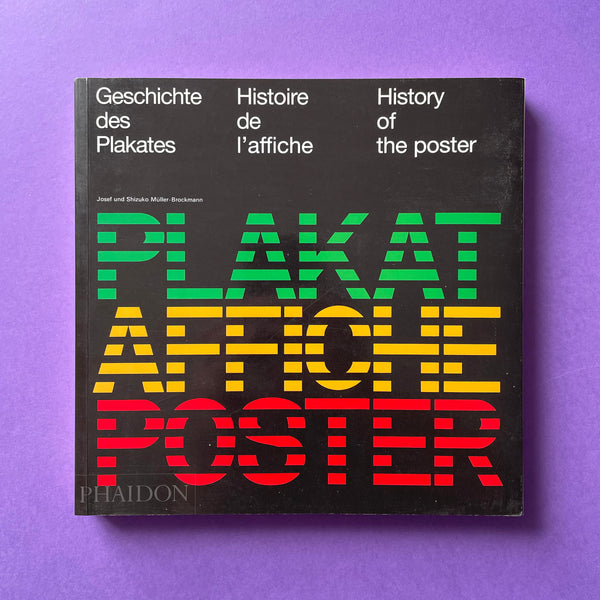 Geschichte
des
Plakates
Histoire
de
l'affiche
History
of
the poster
Josef und Shizuko Müller-Brockmann
PLAKAT
AFFICHE
POSTER
PHAIDON